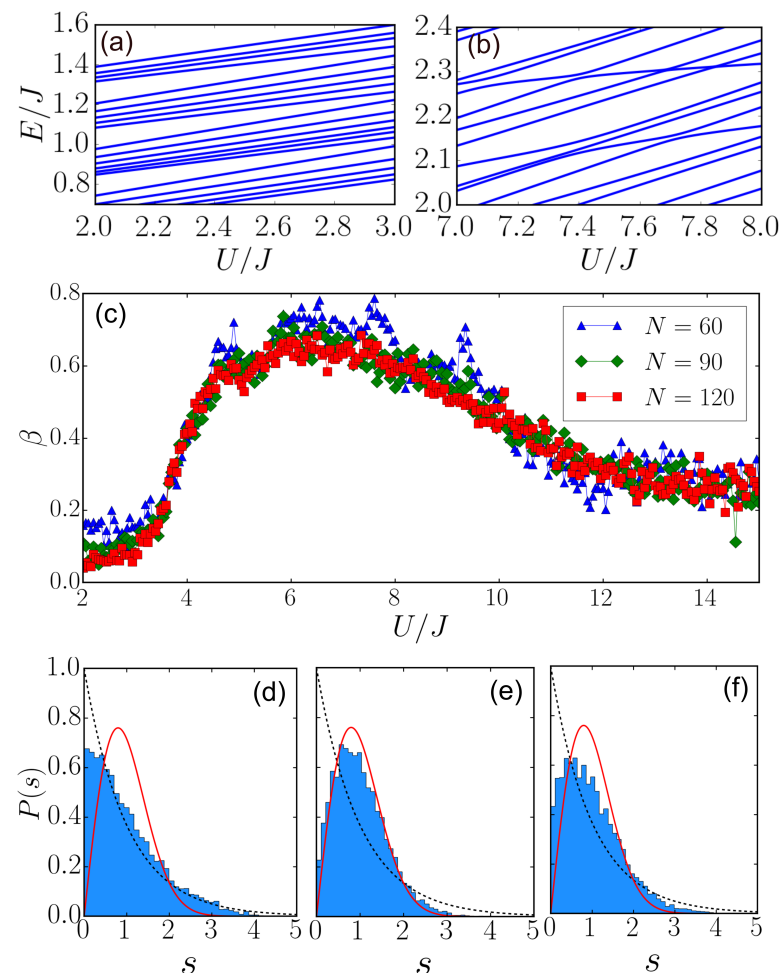 (a)
1.6
1.4
1.2
1.0
0.8
E/J
2.0 2.2 2.4 2.6 2.8 3.0
U/J
(b)
2.4
2.3
2.2
2.1
2.0
7.0 7.2 7.4 7.6 7.8 8.0
U/J
(c)
0.8
0.6
0.4
0.2
0.0
β
N = 60
N = 90
N = 120
2 4 6 8 10 12 14
U/J
(d)
1.0
0.8
0.6
0.4
0.2
0.0
P(s)
0 1 2 3 4 5
s
(e)
0 1 2 3 4 5
s
(f)
0 1 2 3 4 5
s